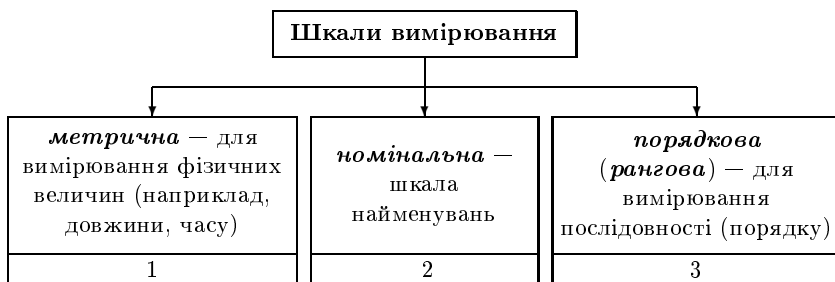 Шкали вимірювання
метрична — для
вимірювання фізичних
величин (наприклад,
довжини, часу)
1
номінальна —
шкала
найменувань
2
порядкова
(рангова) — для
вимірювання
послідовності (порядку)
3